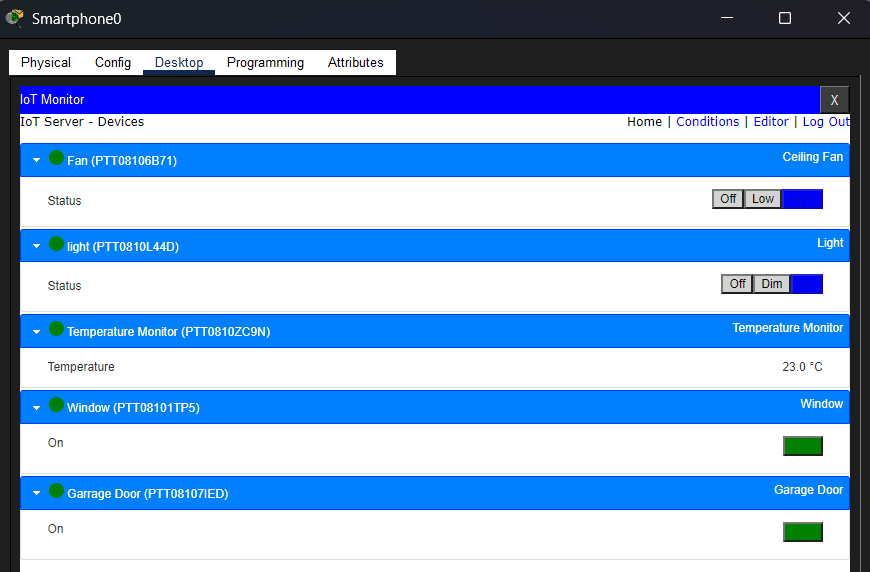 Smartphone0
Physical Config Desktop Programming Attributes
IoT Monitor X
IoT Server - Devices Home | Conditions | Editor | Log Out
Fan (PTT08106B71) Ceiling Fan
Status Off Low
light (PTT0810L44D) Light
Status Off Dim
Temperature Monitor (PTT0810ZC9N) Temperature Monitor
Temperature 23.0 °C
Window (PTT08101TP5) Window
On
Garrage Door (PTT08107IED) Garage Door
On